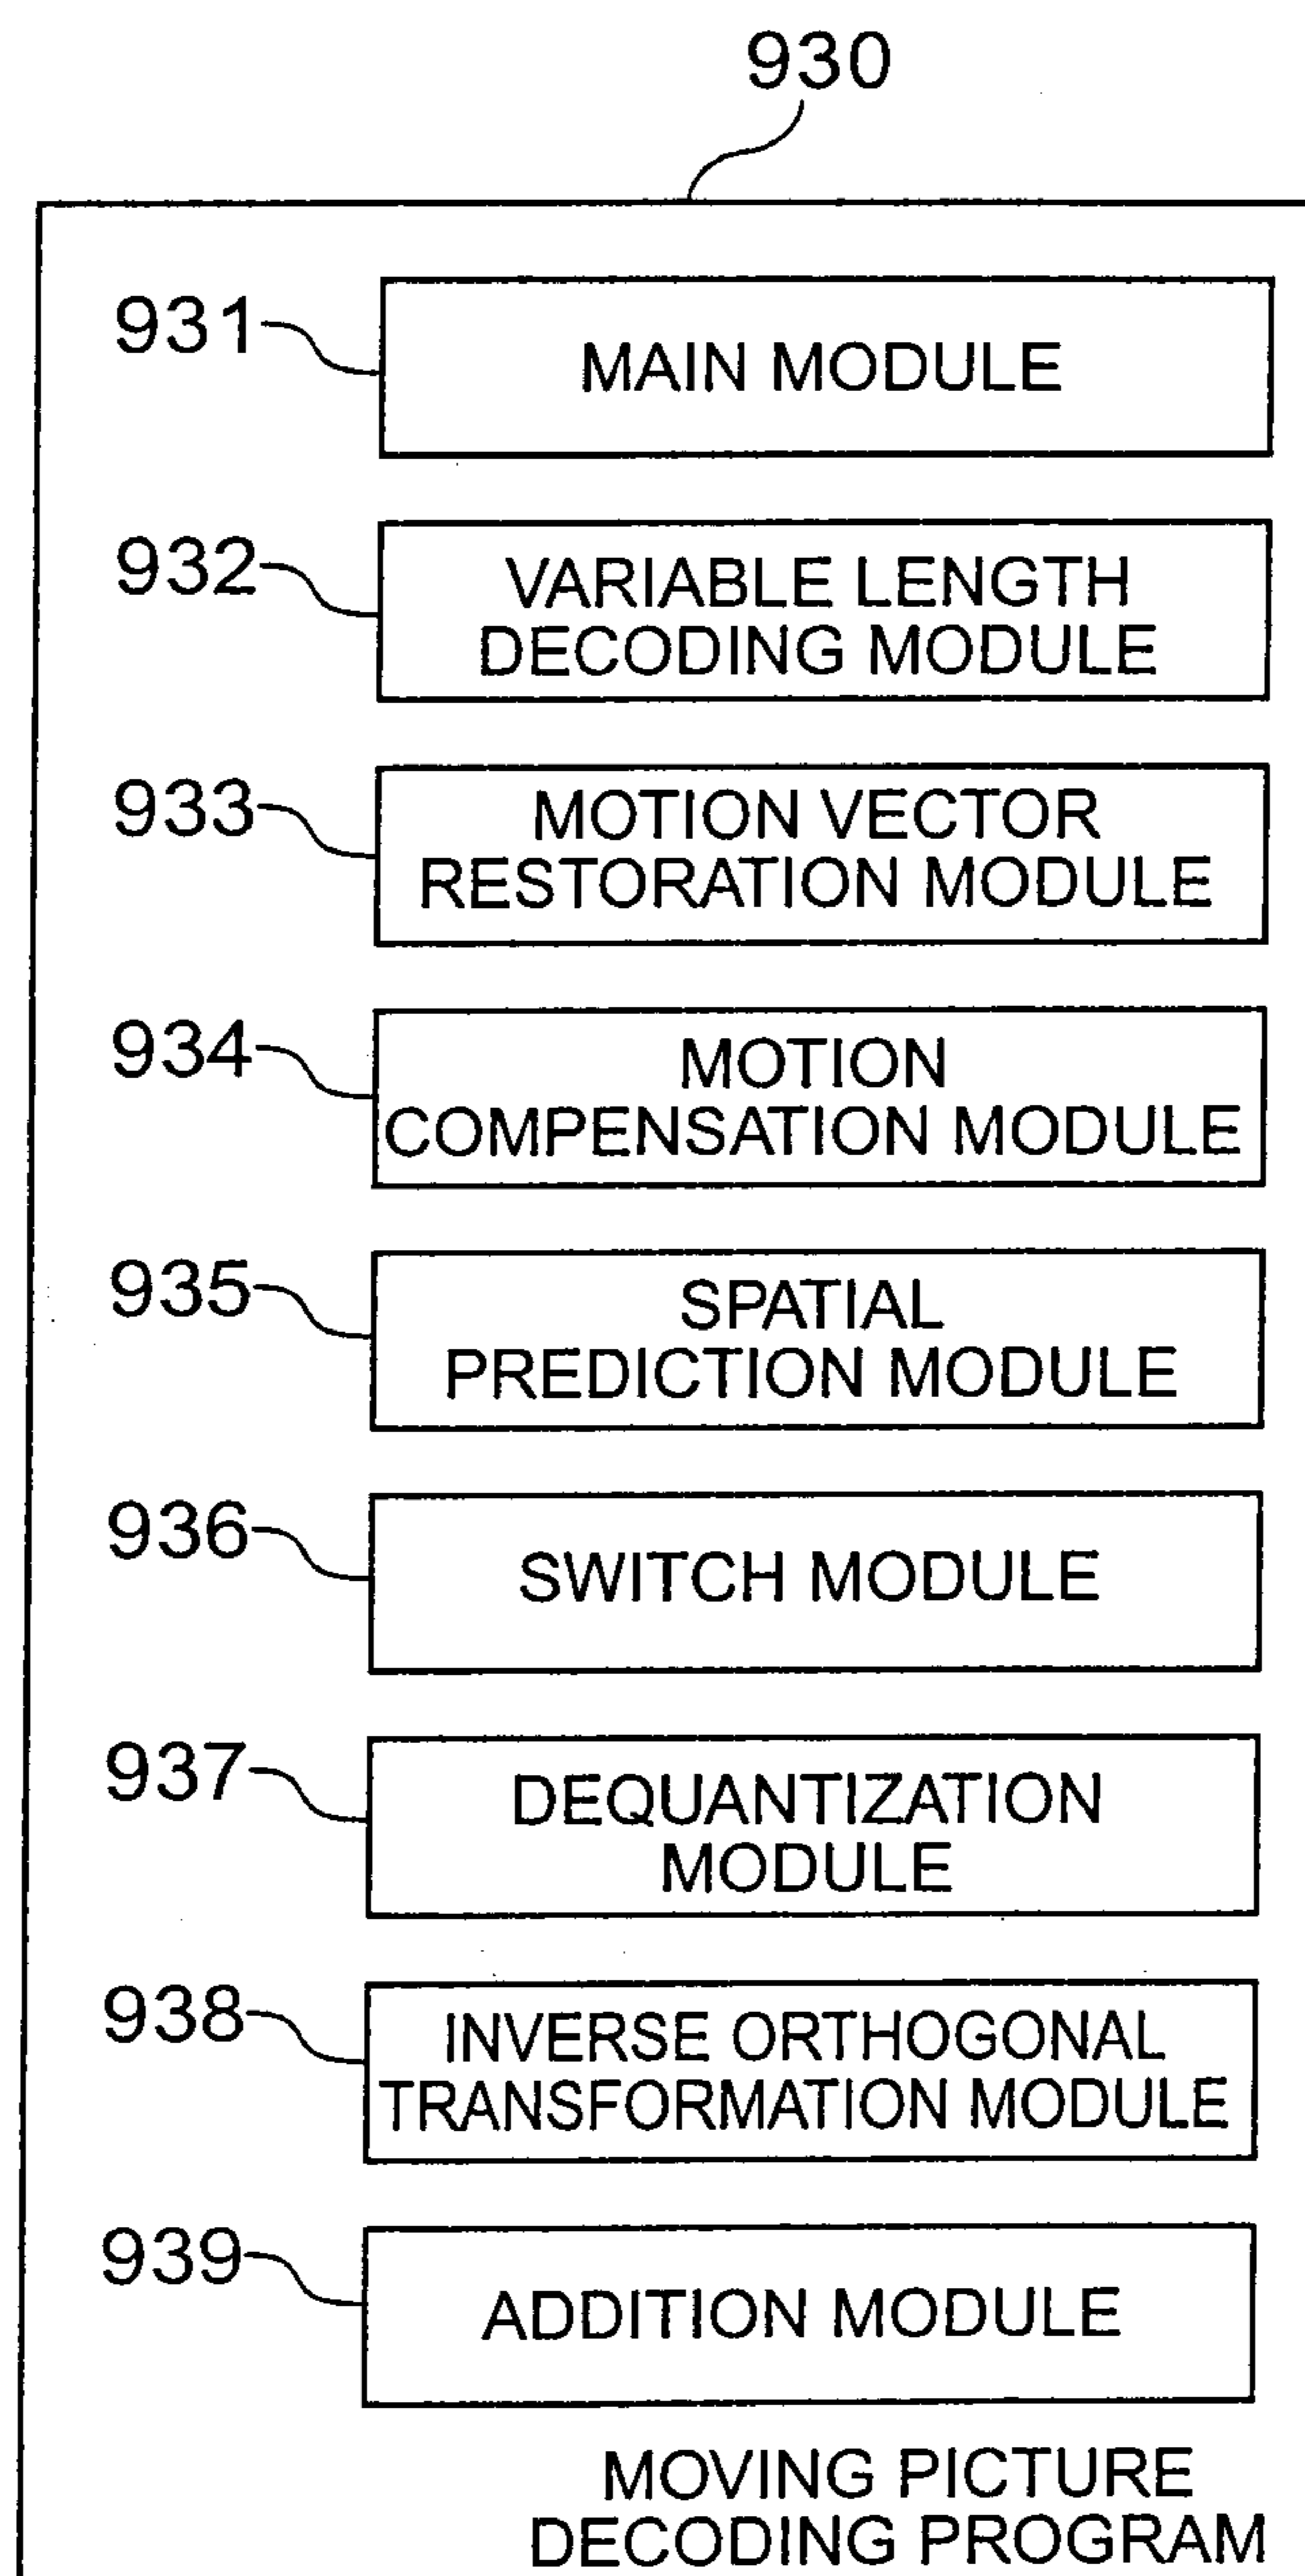 930
931
MAIN MODULE
932
VARIABLE LENGTH
DECODING MODULE
933
MOTION VECTOR
RESTORATION MODULE
934
MOTION
COMPENSATION MODULE
935
SPATIAL
PREDICTION MODULE
936
SWITCH MODULE
937
DEQUANTIZATION
MODULE
938
INVERSE ORTHOGONAL
TRANSFORMATION MODULE
939
ADDITION MODULE
MOVING PICTURE
DECODING PROGRAM